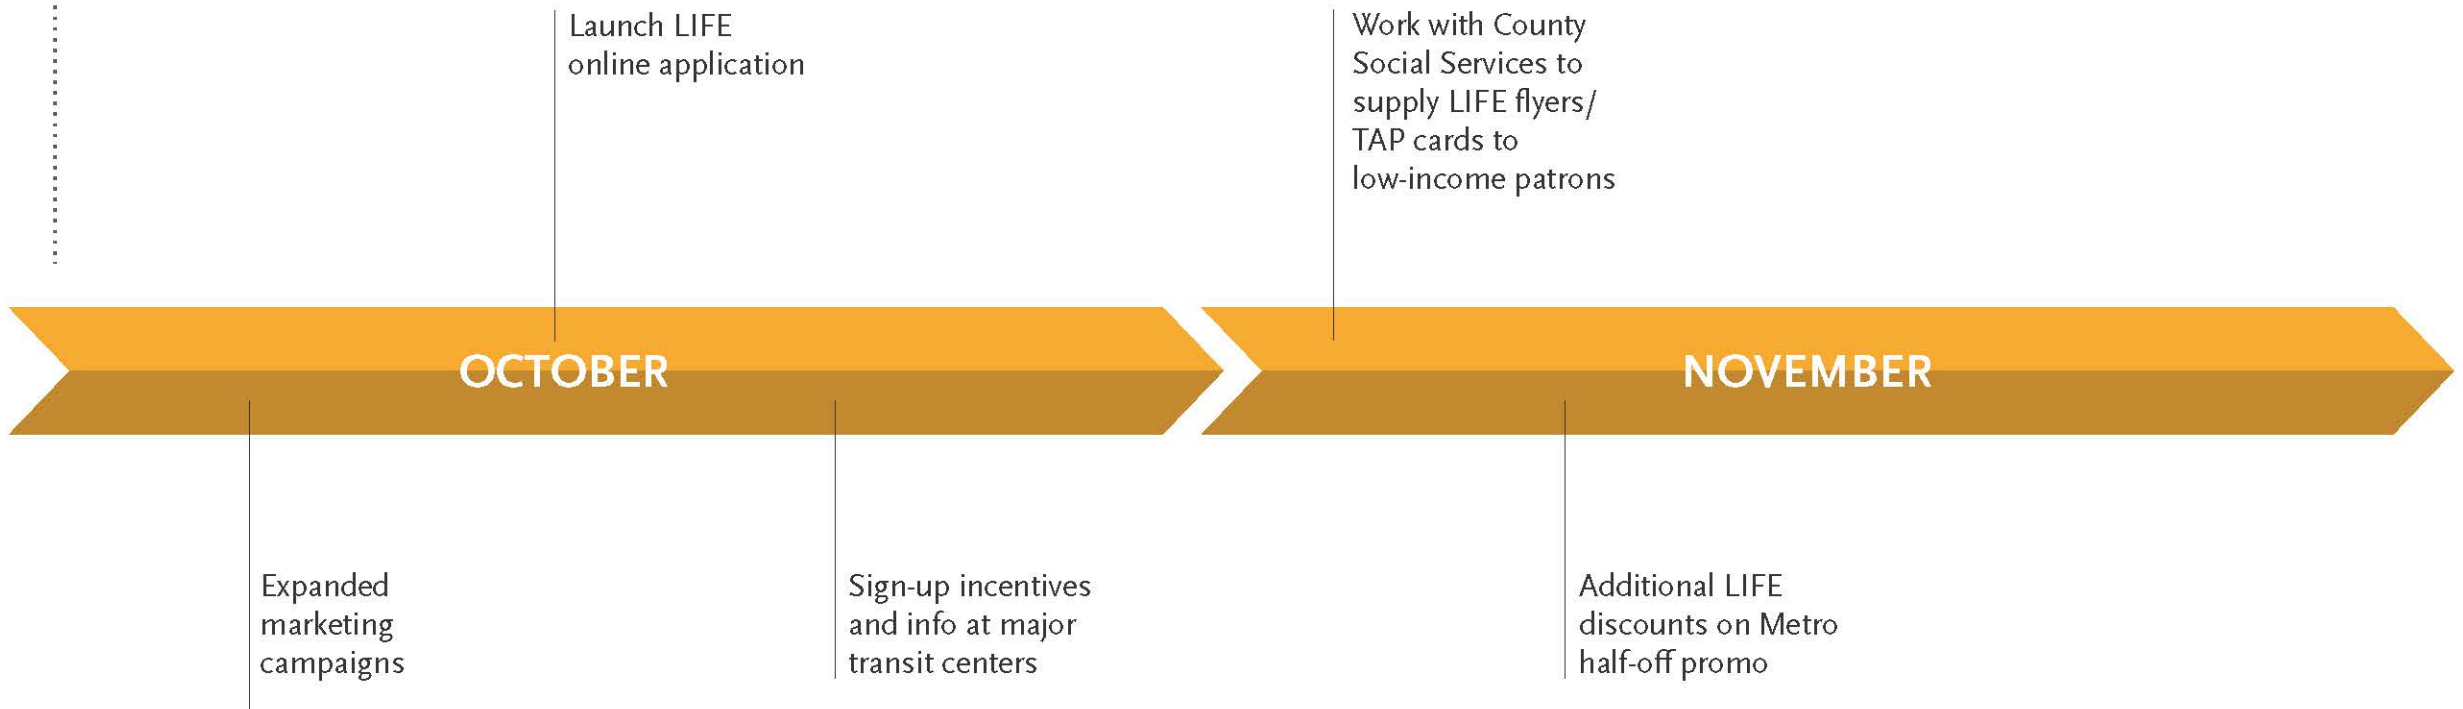 Launch LIFE
online application
Work with County
Social Services to
supply LIFE flyers/
TAP cards to
low-income patrons
OCTOBER
NOVEMBER
Expanded
marketing
campaigns
Sign-up incentives
and info at major
transit centers
Additional LIFE
discounts on Metro
half-off promo